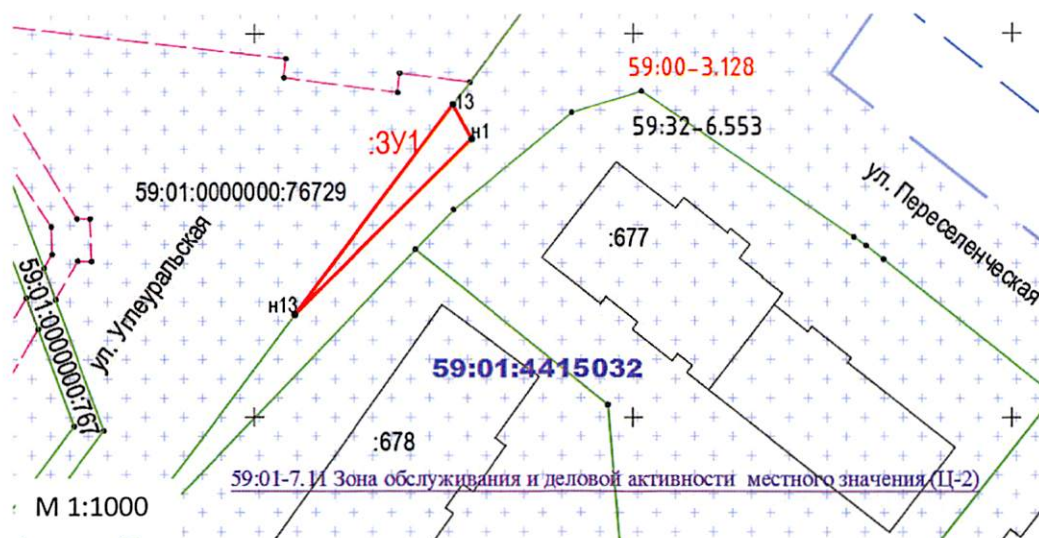 59:00-3.128
13
59:32-6.553
н1
:ЗУ1
ул. Переселенческая
59:01:0000000:76729
:677
ул. Углеуральская
59:01:0000000:767
н13
59:01:4415032
:678
59:01-7.11 Зона обслуживания и деловой активности местного значения (Ц-2)
М 1:1000